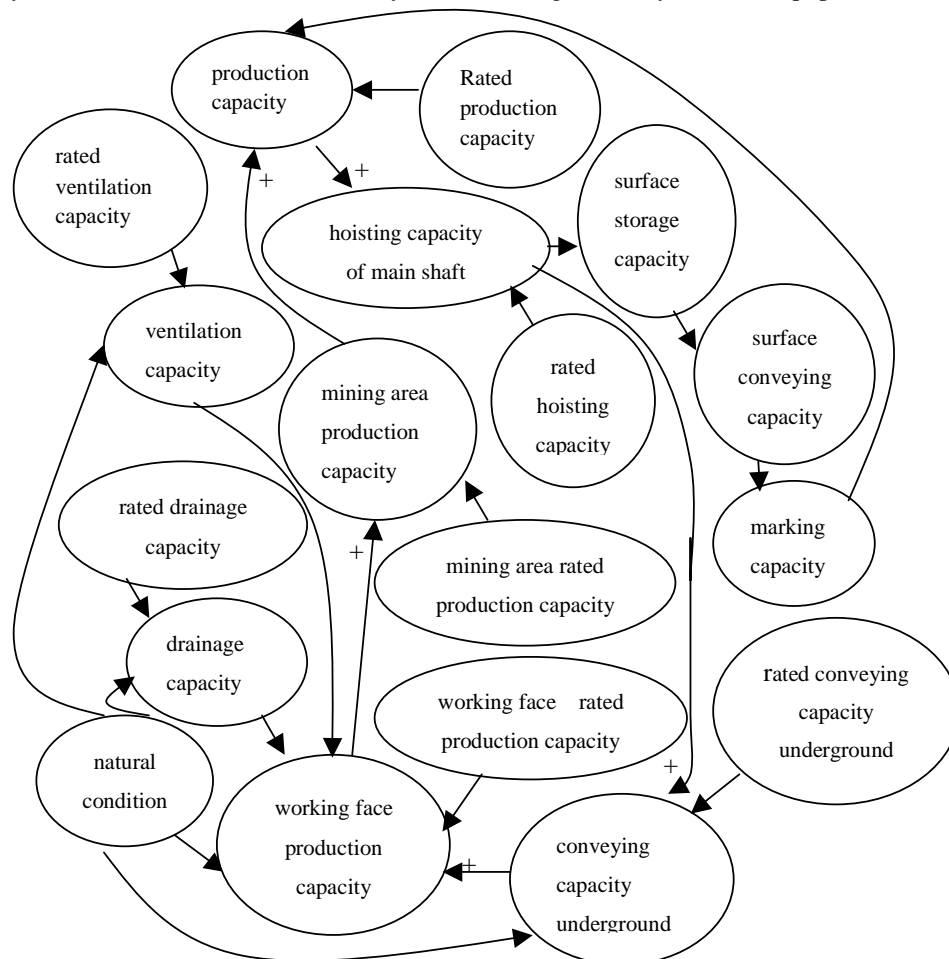 production
capacity
Rated
production
capacity
rated
ventilation
capacity
+
+
surface
storage
capacity
hoisting capacity
of main shaft
ventilation
capacity
surface
conveying
capacity
mining area
production
capacity
rated
hoisting
capacity
rated drainage
capacity
marking
capacity
+
mining area rated
production capacity
drainage
capacity
rated conveying
capacity
underground
working face rated
production capacity
natural
condition
+
working face
production
capacity
+
conveying
capacity
underground